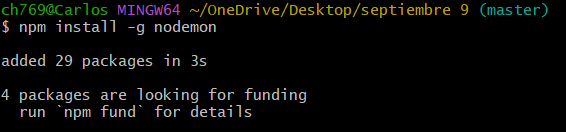 ch769@Carlos MINGW64 ~/OneDrive/Desktop/septiembre 9 (master)
$ npm install -g nodemon
added 29 packages in 3s
4 packages are looking for funding
run `npm fund` for details